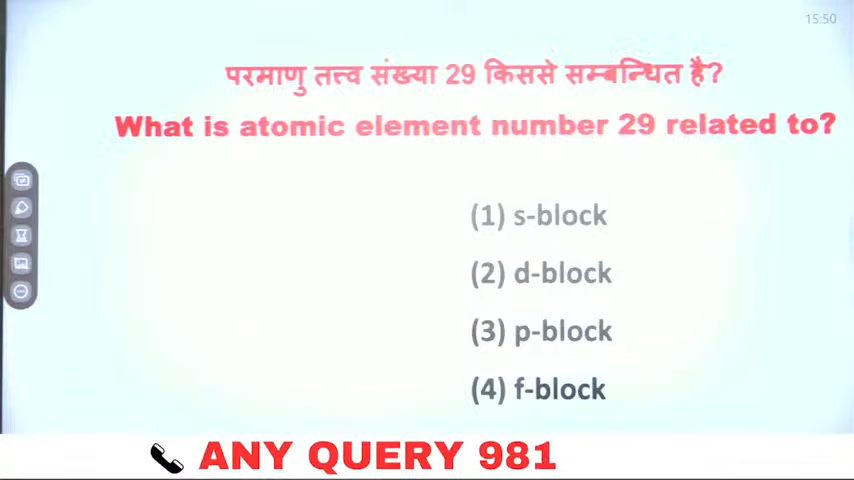 15:50
परमाणु तत्त्व संख्या 29 किससे सम्बन्धित है?
What is atomic element number 29 related to?
(1) s-block
(2) d-block
(3) p-block
(4) f-block
ANY QUERY 981